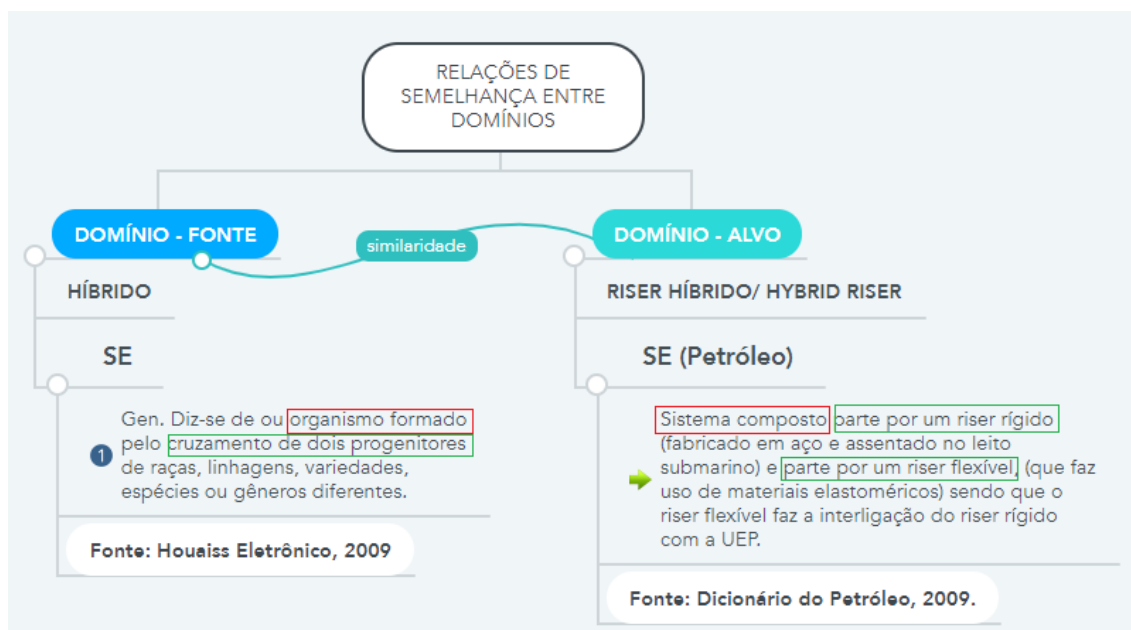 RELAÇÕES DE
SEMELHANÇA ENTRE
DOMÍNIOS
DOMÍNIO - FONTE
similaridade
DOMÍNIO - ALVO
HÍBRIDO
RISER HÍBRIDO/ HYBRID RISER
SE
SE (Petróleo)
1
Gen. Diz-se de ou organismo formado
pelo cruzamento de dois progenitores
de raças, linhagens, variedades,
espécies ou gêneros diferentes.
Fonte: Houaiss Eletrônico, 2009
Sistema composto parte por um riser rígido
(fabricado em aço e assentado no leito
submarino) e parte por um riser flexível, (que faz
uso de materiais elastoméricos) sendo que o
riser flexível faz a interligação do riser rígido
com a UEP.
Fonte: Dicionário do Petróleo, 2009.